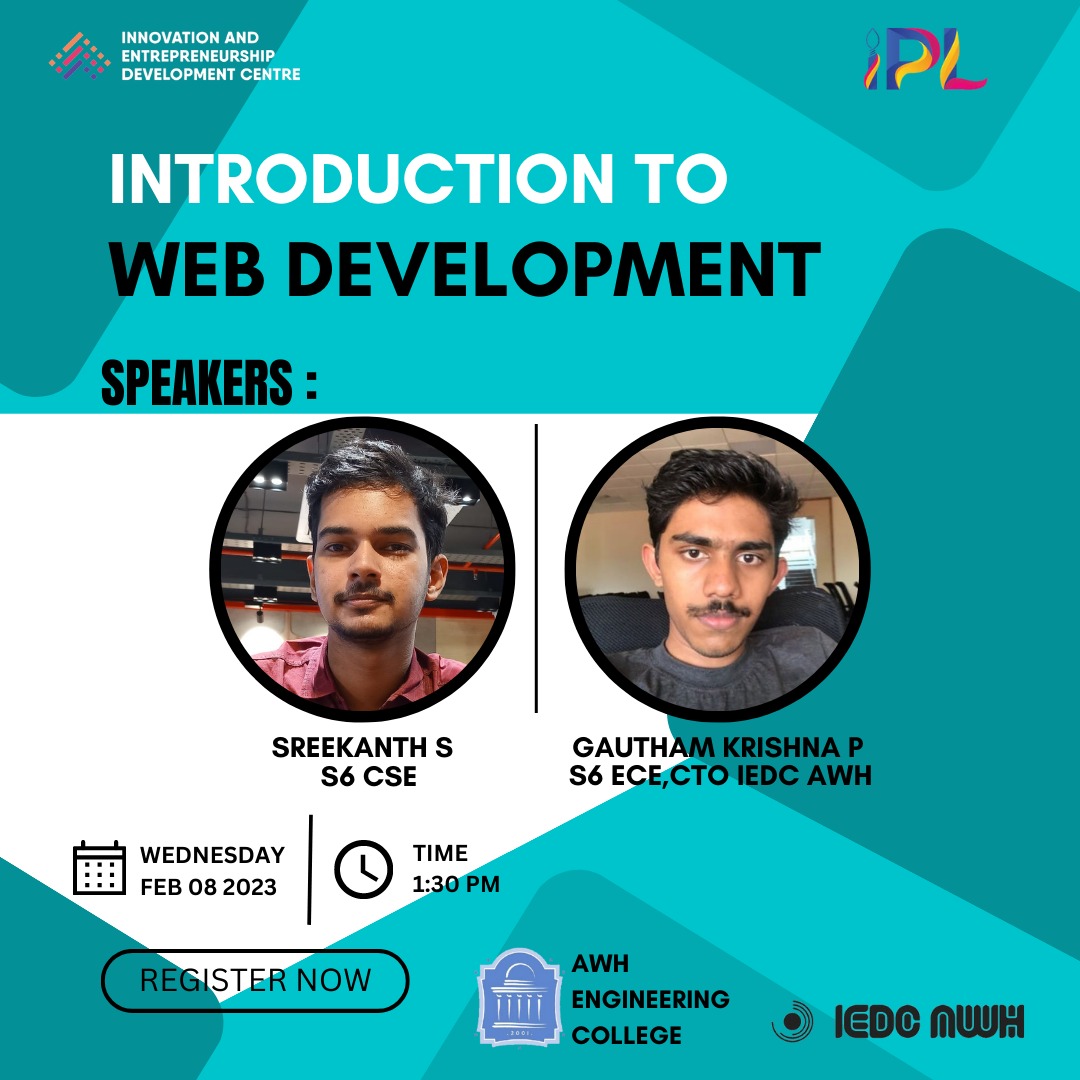 INNOVATION AND
ENTREPRENEURSHIP
DEVELOPMENT CENTRE
iPL
INTRODUCTION TO
WEB DEVELOPMENT
SPEAKERS :
SREEKANTH S
S6 CSE
GAUTHAM KRISHNA P
S6 ECE,CTO IEDC AWH
WEDNESDAY
FEB 08 2023
TIME
1:30 PM
REGISTER NOW
.2001.
AWH
ENGINEERING
COLLEGE
IEDC AWH